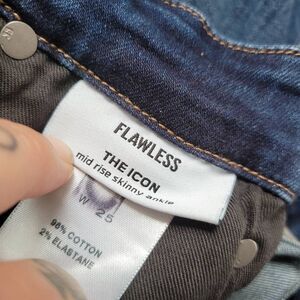 FLAWLESS
THE ICON
mid rise skinny ankle
W 25
98% COTTON
2% ELASTANE